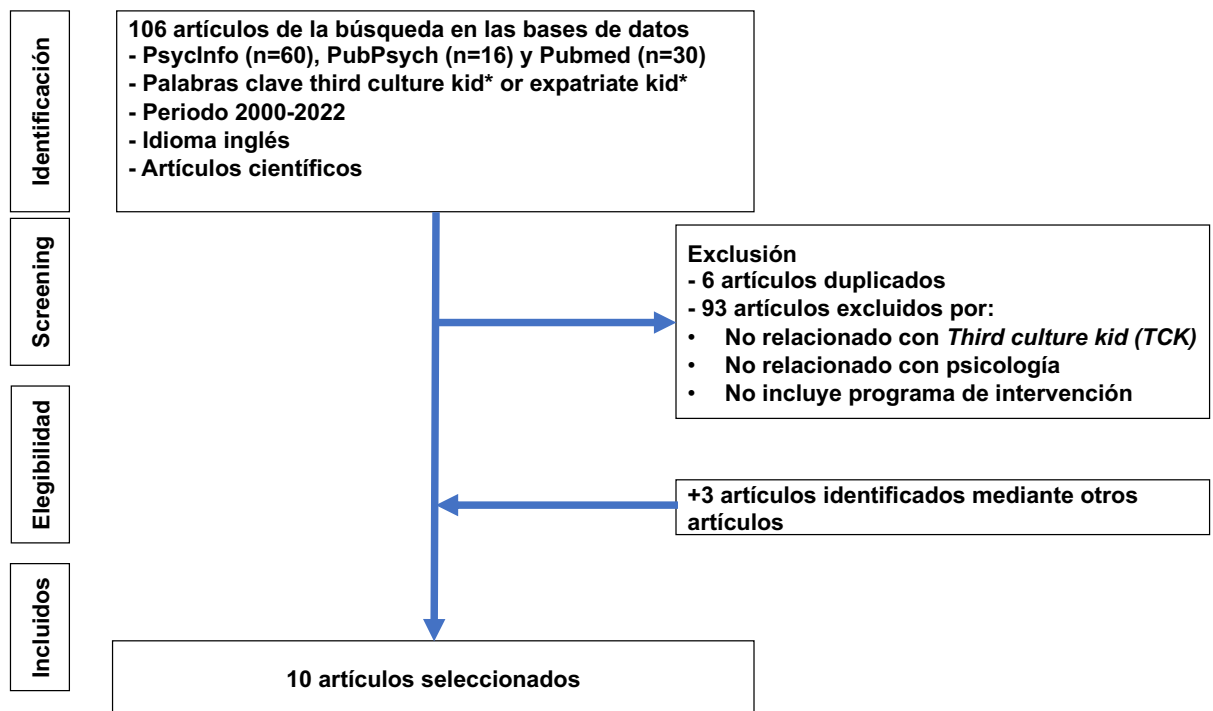 Identificación
106 artículos de la búsqueda en las bases de datos
- PsycInfo (n=60), PubPsych (n=16) y Pubmed (n=30)
- Palabras clave third culture kid* or expatriate kid*
- Periodo 2000-2022
- Idioma inglés
- Artículos científicos
Screening
Exclusión
- 6 artículos duplicados
- 93 artículos excluidos por:
• No relacionado con Third culture kid (TCK)
• No relacionado con psicología
• No incluye programa de intervención
Elegibilidad
+3 artículos identificados mediante otros
artículos
Incluidos
10 artículos seleccionados